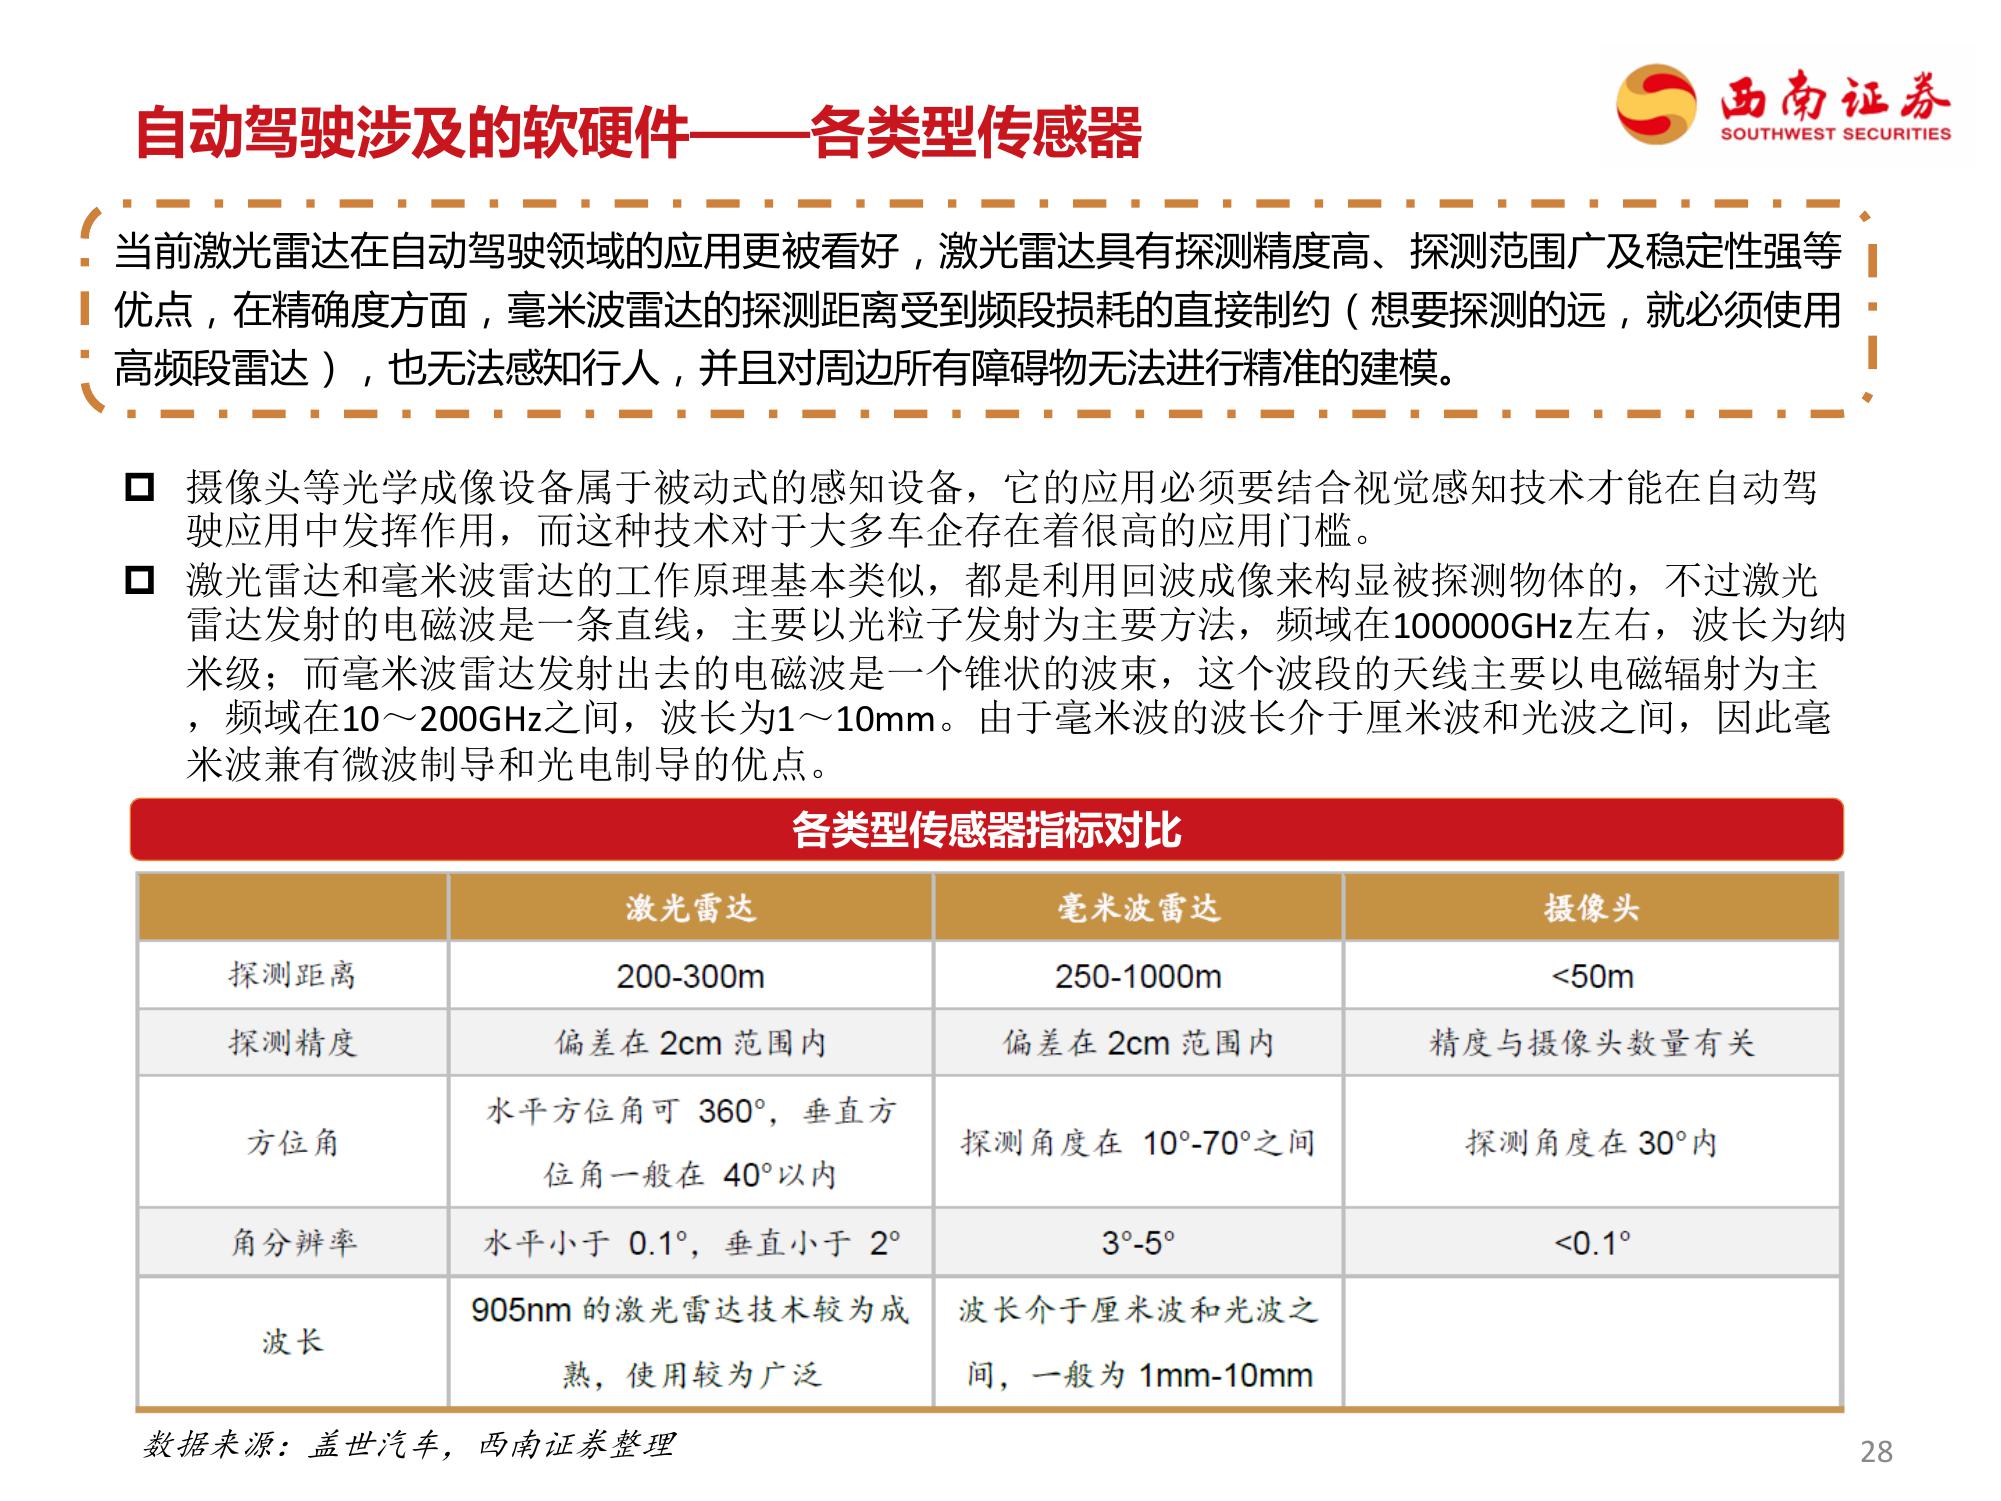 西南证券
SOUTHWEST SECURITIES
自动驾驶涉及的软硬件——各类型传感器
当前激光雷达在自动驾驶领域的应用更被看好，激光雷达具有探测精度高、探测范围广及稳定性强等
优点，在精确度方面，毫米波雷达的探测距离受到频段损耗的直接制约（想要探测的远，就必须使用
高频段雷达），也无法感知行人，并且对周边所有障碍物无法进行精准的建模。
摄像头等光学成像设备属于被动式的感知设备，它的应用必须要结合视觉感知技术才能在自动驾
驶应用中发挥作用，而这种技术对于大多车企存在着很高的应用门槛。
激光雷达和毫米波雷达的工作原理基本类似，都是利用回波成像来构显被探测物体的，不过激光
雷达发射的电磁波是一条直线，主要以光粒子发射为主要方法，频域在100000GHz左右，波长为纳
米级；而毫米波雷达发射出去的电磁波是一个锥状的波束，这个波段的天线主要以电磁辐射为主
，频域在10～200GHz之间，波长为1～10mm。由于毫米波的波长介于厘米波和光波之间，因此毫
米波兼有微波制导和光电制导的优点。
各类型传感器指标对比
激光雷达 毫米波雷达 摄像头
探测距离 200-300m 250-1000m <50m
探测精度 偏差在 2cm 范围内 偏差在 2cm 范围内 精度与摄像头数量有关
方位角 水平方位角可 360°，垂直方 探测角度在 10°-70°之间 探测角度在 30°内
位角一般在 40°以内
角分辨率 水平小于 0.1°，垂直小于 2° 3°-5° <0.1°
波长 905nm 的激光雷达技术较为成 波长介于厘米波和光波之
熟，使用较为广泛 间，一般为 1mm-10mm
数据来源：盖世汽车，西南证券整理
28